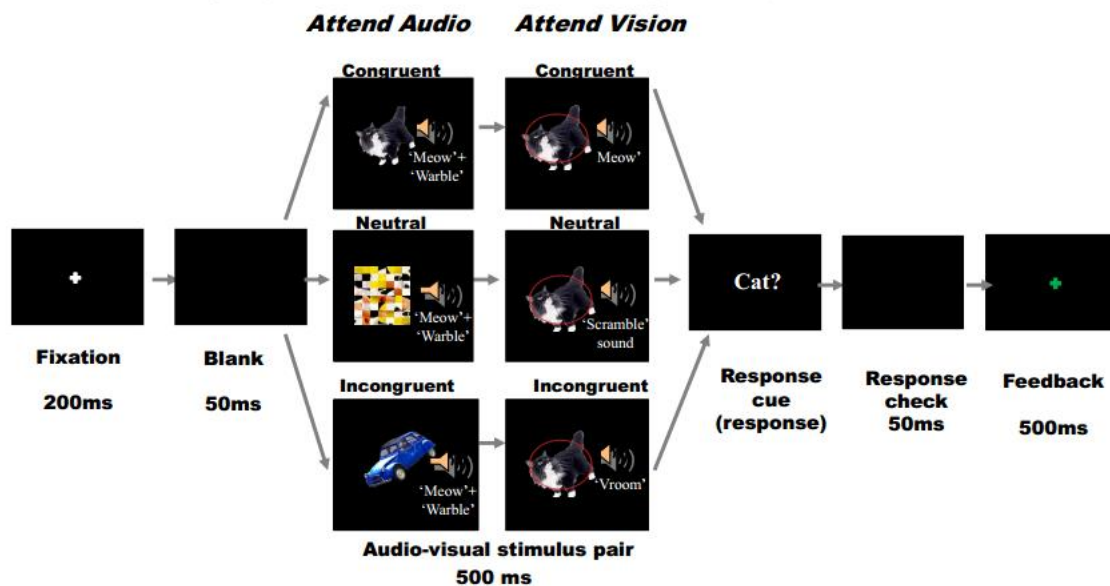 Attend Audio
Attend Vision
Congruent
Congruent
‘Meow’+
‘Warble’
Meow’
Neutral
Neutral
‘Meow’+
‘Warble’
‘Scramble’
sound
Incongruent
Incongruent
‘Meow’+
‘Warble’
‘Vroom’
Audio-visual stimulus pair
500 ms
Fixation
200ms
Blank
50ms
Cat?
Response
cue
(response)
Response
check
50ms
Feedback
500ms